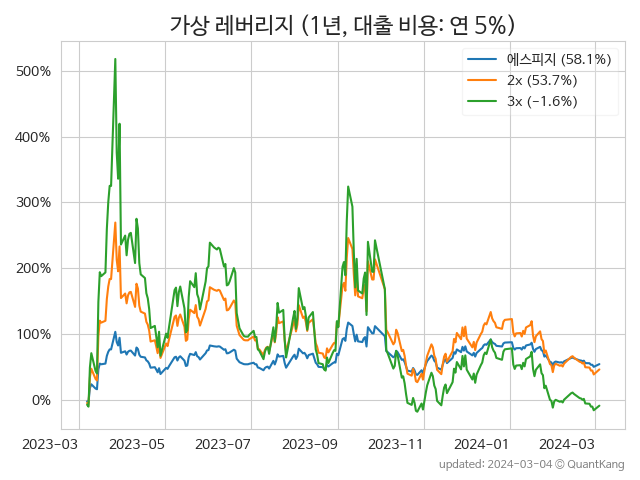 가상 레버리지 (1년, 대출 비용: 연 5%)
에스피지 (58.1%)
2x (53.7%)
3x (-1.6%)
500%
400%
300%
200%
100%
0%
2023-03
2023-05
2023-07
2023-09
2023-11
2024-01
2024-03
updated: 2024-03-04 © QuantKang